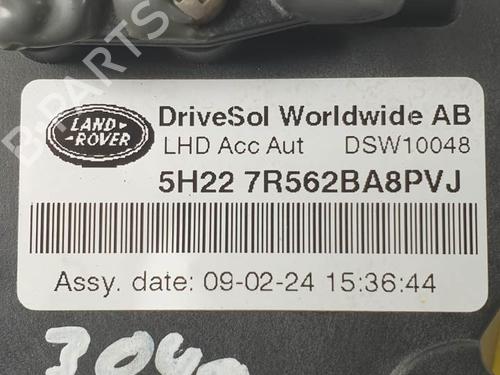 LAND
ROVER
DriveSol Worldwide AB
LHD Acc Aut DSW10048
5H22 7R562BA8PVJ
Assy. date: 09-02-24 15:36:44
B-PARTS